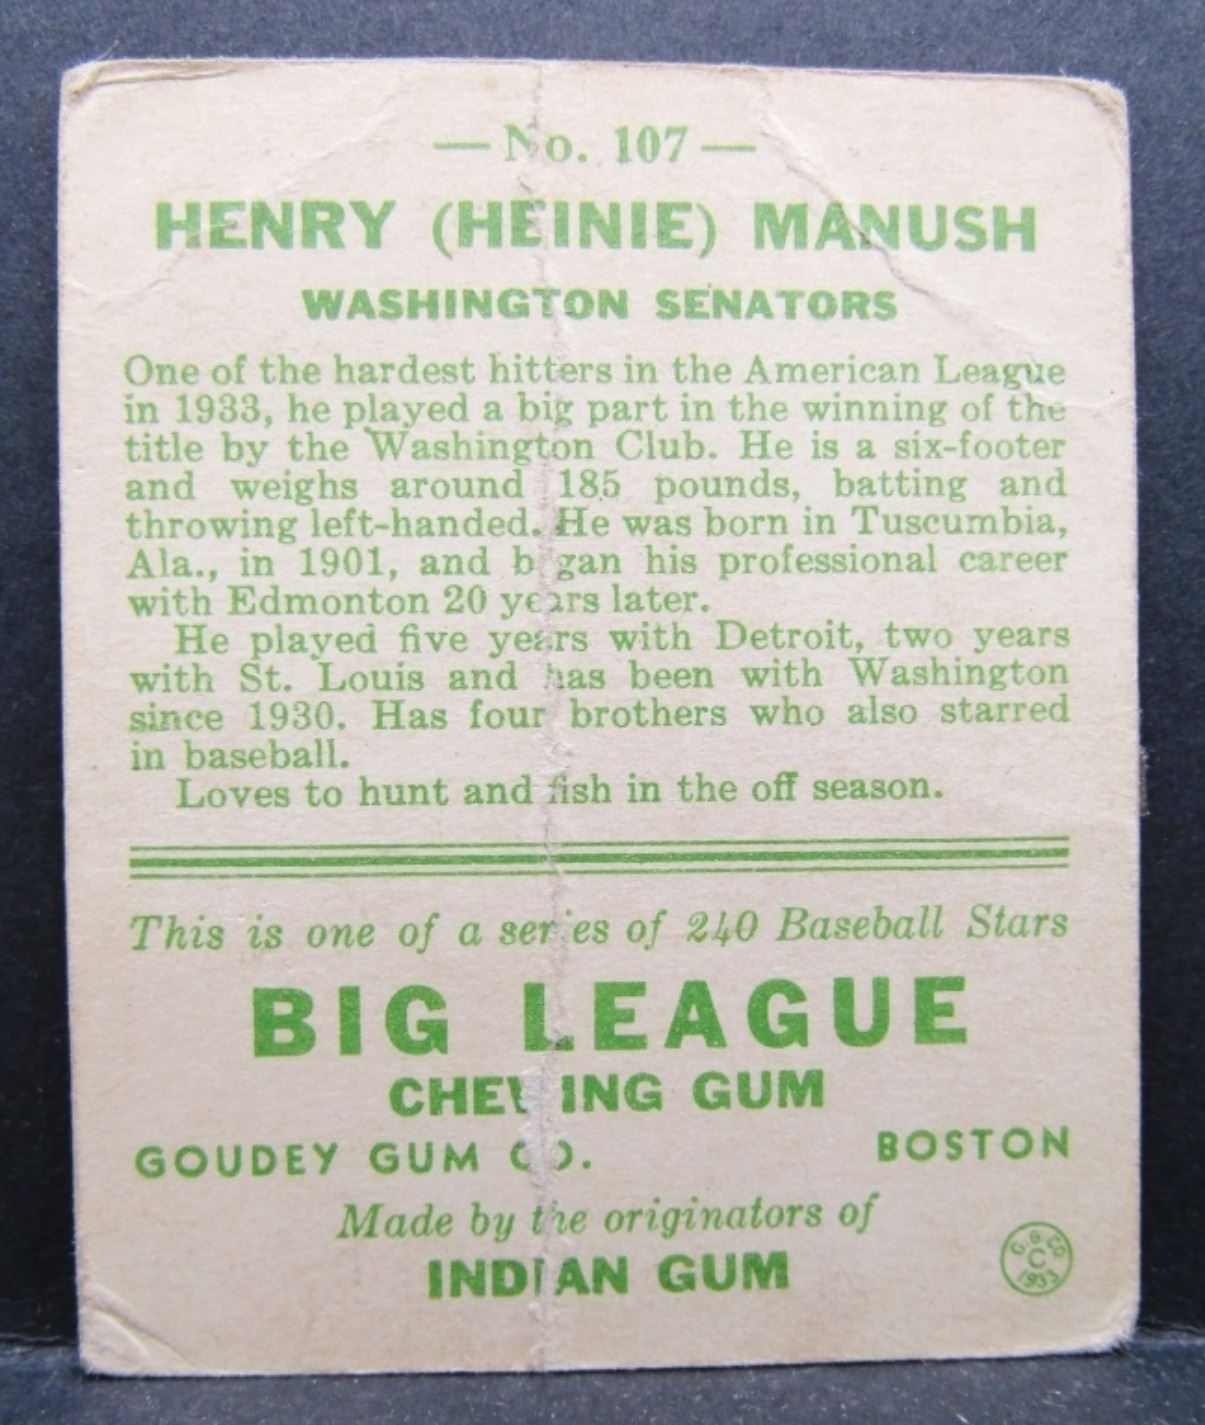 — No. 107 —
HENRY (HEINIE) MANUSH
WASHINGTON SENATORS
One of the hardest hitters in the American League
in 1933, he played a big part in the winning of the
title by the Washington Club. He is a six-footer
and weighs around 185 pounds, batting and
throwing left-handed. He was born in Tuscumbia,
Ala., in 1901, and began his professional career
with Edmonton 20 years later.
He played five years with Detroit, two years
with St. Louis and has been with Washington
since 1930. Has four brothers who also starred
in baseball.
Loves to hunt and fish in the off season.
This is one of a series of 240 Baseball Stars
BIG LEAGUE
CHEWING GUM
GOUDEY GUM CO. BOSTON
Made by the originators of
INDIAN GUM
G.G.CO
C
1933